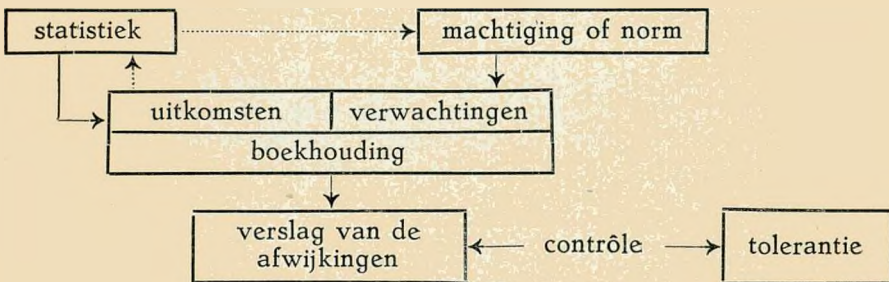 statistiek
machtiging of norm
uitkomsten
verwachtingen
boekhouding
verslag van de
afwijkingen
contrôle
tolerantie